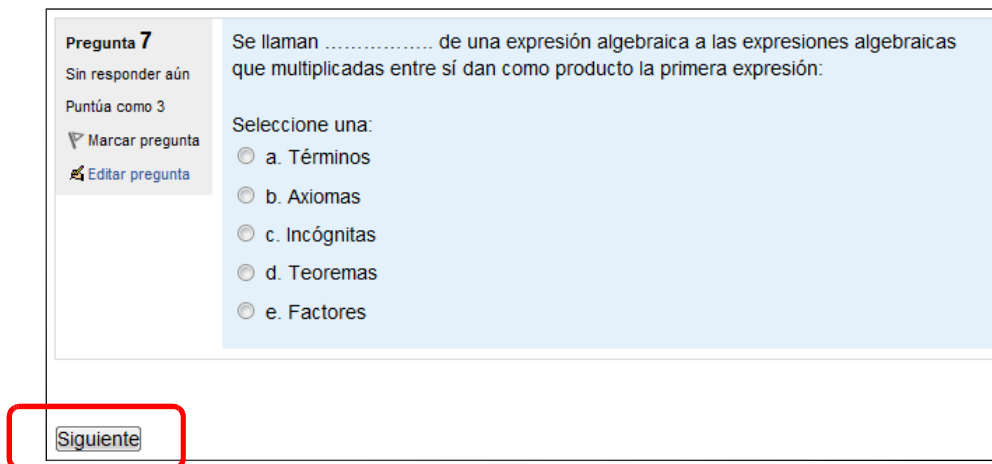 Pregunta 7
Sin responder aún
Puntúa como 3
Marcar pregunta
Editar pregunta
Se llaman ................. de una expresión algebraica a las expresiones algebraicas
que multiplicadas entre sí dan como producto la primera expresión:
Seleccione una:
a. Términos
b. Axiomas
c. Incógnitas
d. Teoremas
e. Factores
Siguiente